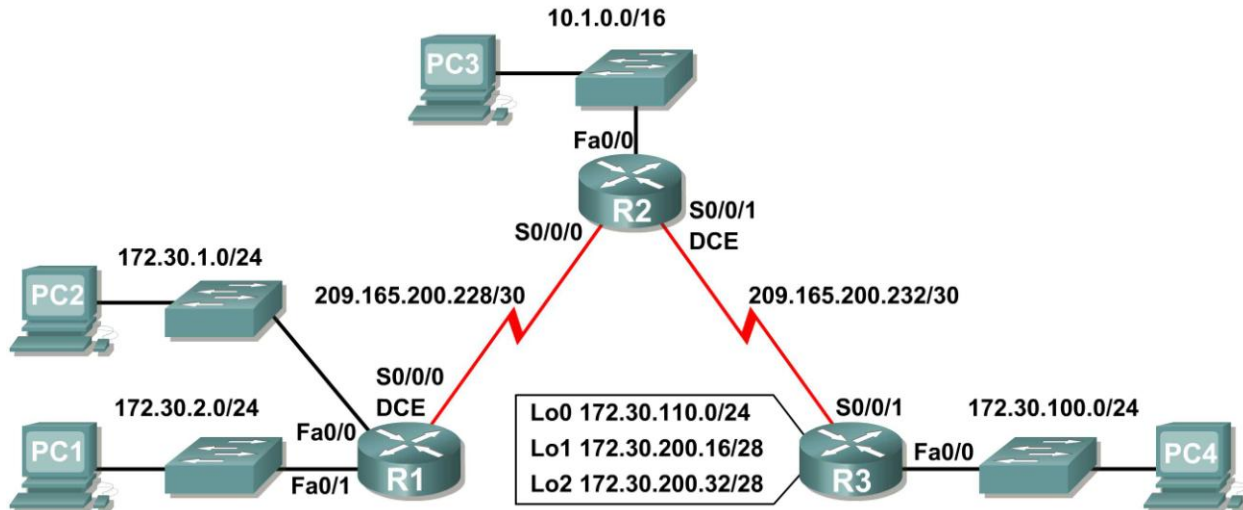 10.1.0.0/16
PC3
Fa0/0
R2
S0/0/1
DCE
S0/0/0
172.30.1.0/24
PC2
209.165.200.228/30
209.165.200.232/30
S0/0/0
DCE
172.30.2.0/24
Fa0/0
PC1
Fa0/1
R1
Lo0 172.30.110.0/24
Lo1 172.30.200.16/28
Lo2 172.30.200.32/28
S0/0/1
172.30.100.0/24
R3
Fa0/0
PC4